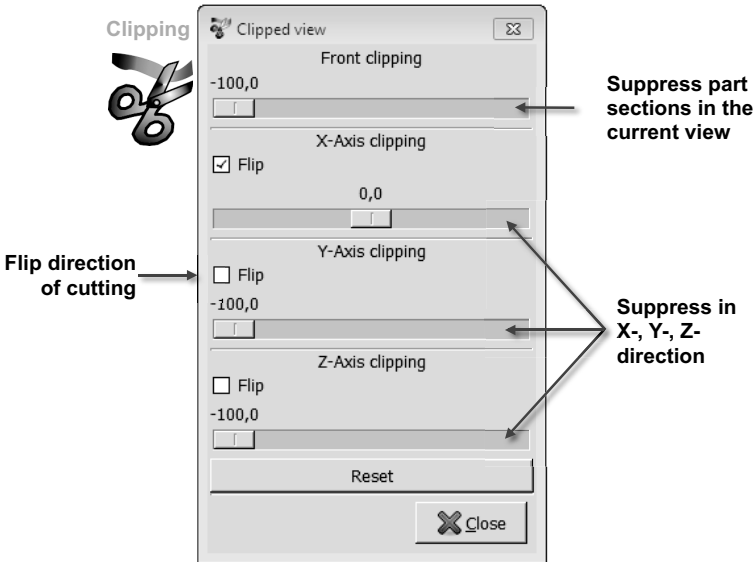 Clipping
Clipped view
Front clipping
-100,0
Suppress part
sections in the
current view
X-Axis clipping
Flip
0,0
Flip direction
of cutting
Y-Axis clipping
Flip
-100,0
Suppress in
X-, Y-, Z-
direction
Z-Axis clipping
Flip
-100,0
Reset
Close